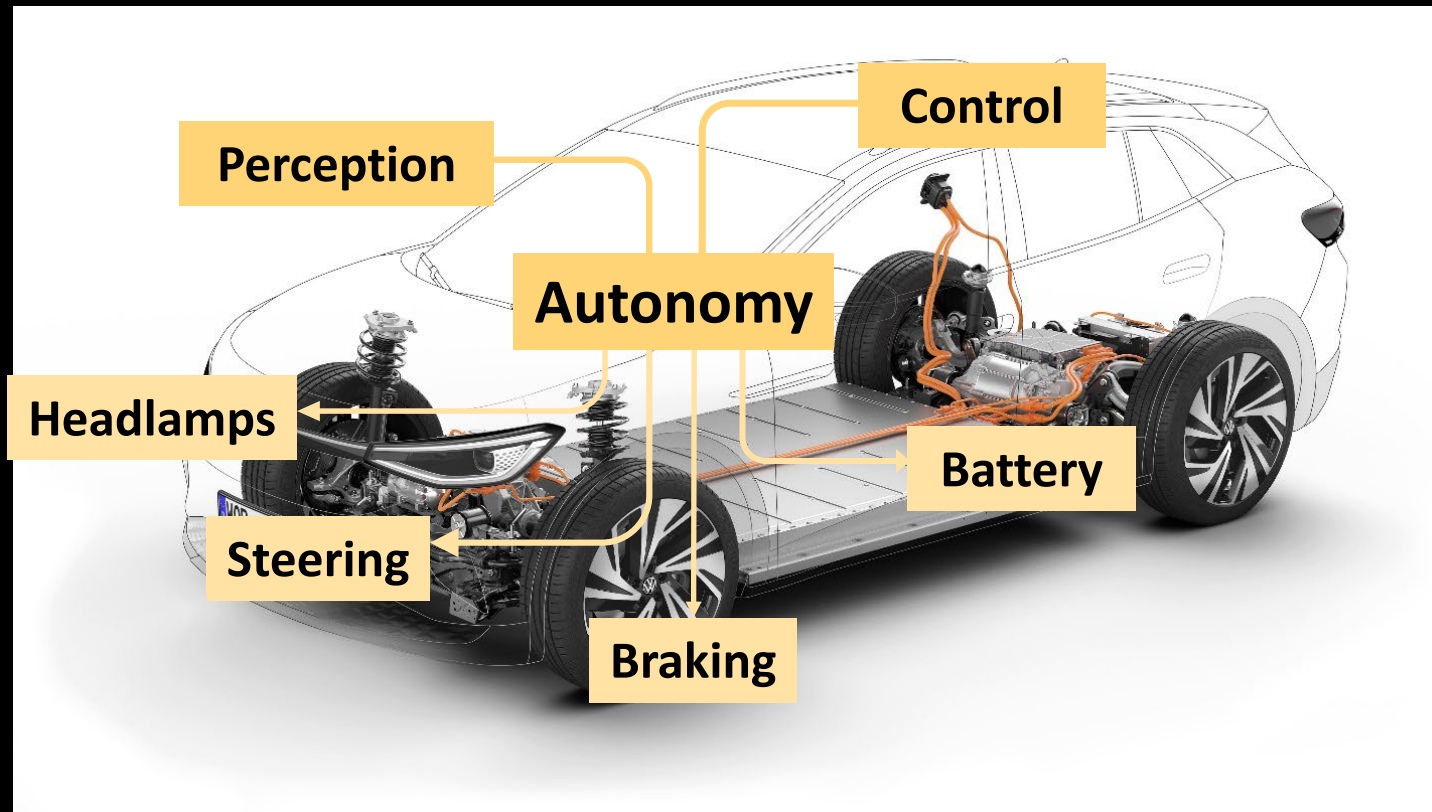 Control
Perception
Autonomy
Headlamps
Battery
Steering
Braking